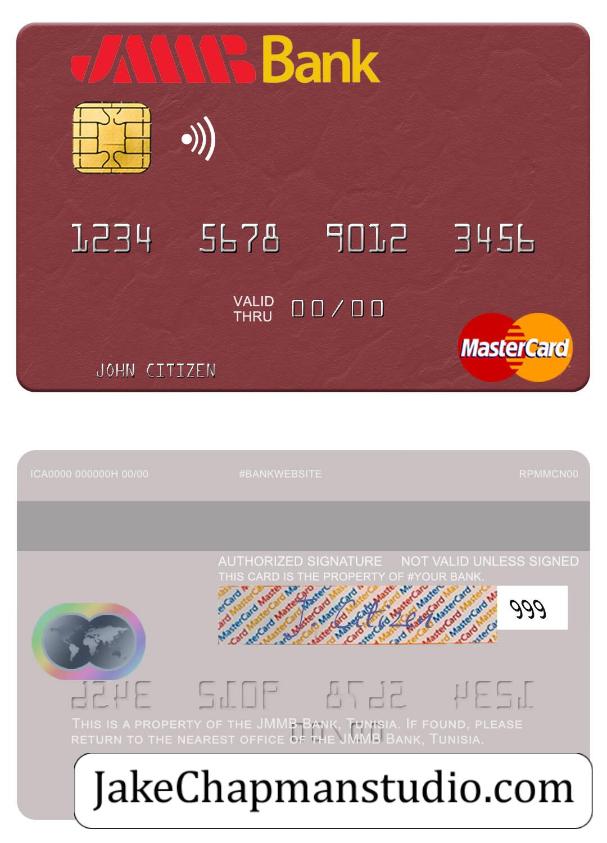 JMMB Bank
1234 5678 9012 3456
VALID
THRU 00/00
MasterCard
JOHN CITIZEN
ICA0000 000000H 00/00 #BANKWEBSITE RPMMCN00
AUTHORIZED SIGNATURE NOT VALID UNLESS SIGNED
THIS CARD IS THE PROPERTY OF #YOUR BANK.
J. Citizen 999
THIS IS A PROPERTY OF THE JMMB BANK, TUNISIA. IF FOUND, PLEASE
RETURN TO THE NEAREST OFFICE OF THE JMMB BANK, TUNISIA.
JakeChapmanstudio.com